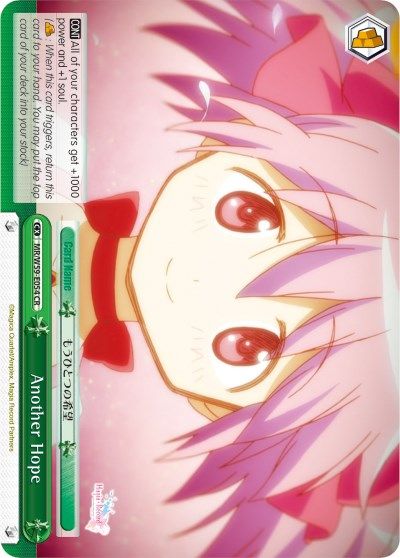 CONT All of your characters get +1000
power and +1 soul.
( : When this card triggers, return this
card to your hand. You may put the top
card of your deck into your stock)
Card Name
もうひとつの希望
CR MR/W59-E054 CR
Another Hope
©Magica Quartet/Aniplex, Magia Record Partners